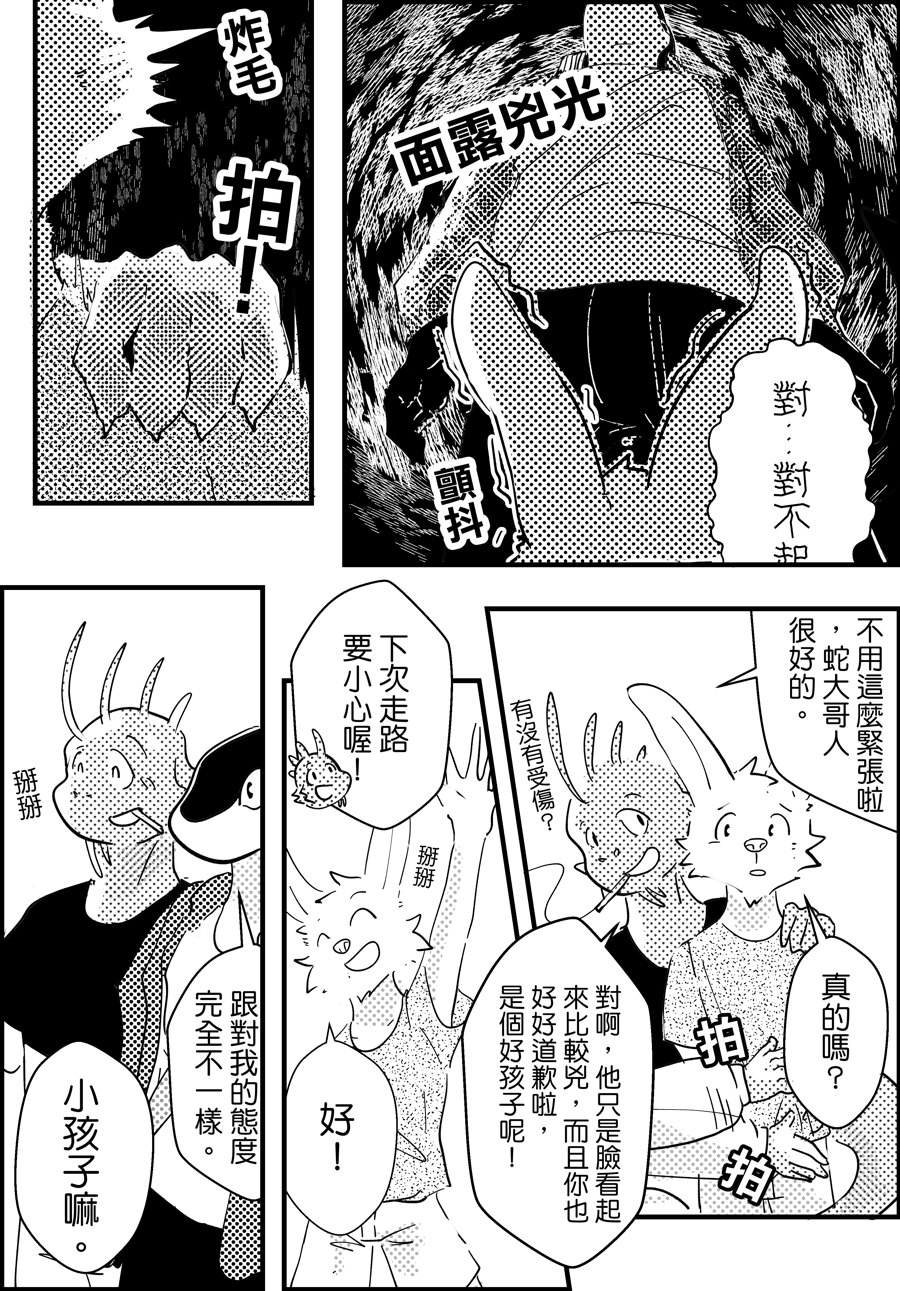 面露兇光
對…對不起
顫抖
炸毛
拍！
不用這麼緊張啦
，蛇大哥人
很好的。
有沒有受傷？
真的嗎？
拍
拍
對啊，他只是臉看起
來比較兇，而且你也
好好道歉啦，
是個好孩子呢！
下次走路
要小心喔！
掰掰
好！
掰掰
跟對我的態度
完全不一樣。
小孩子嘛。